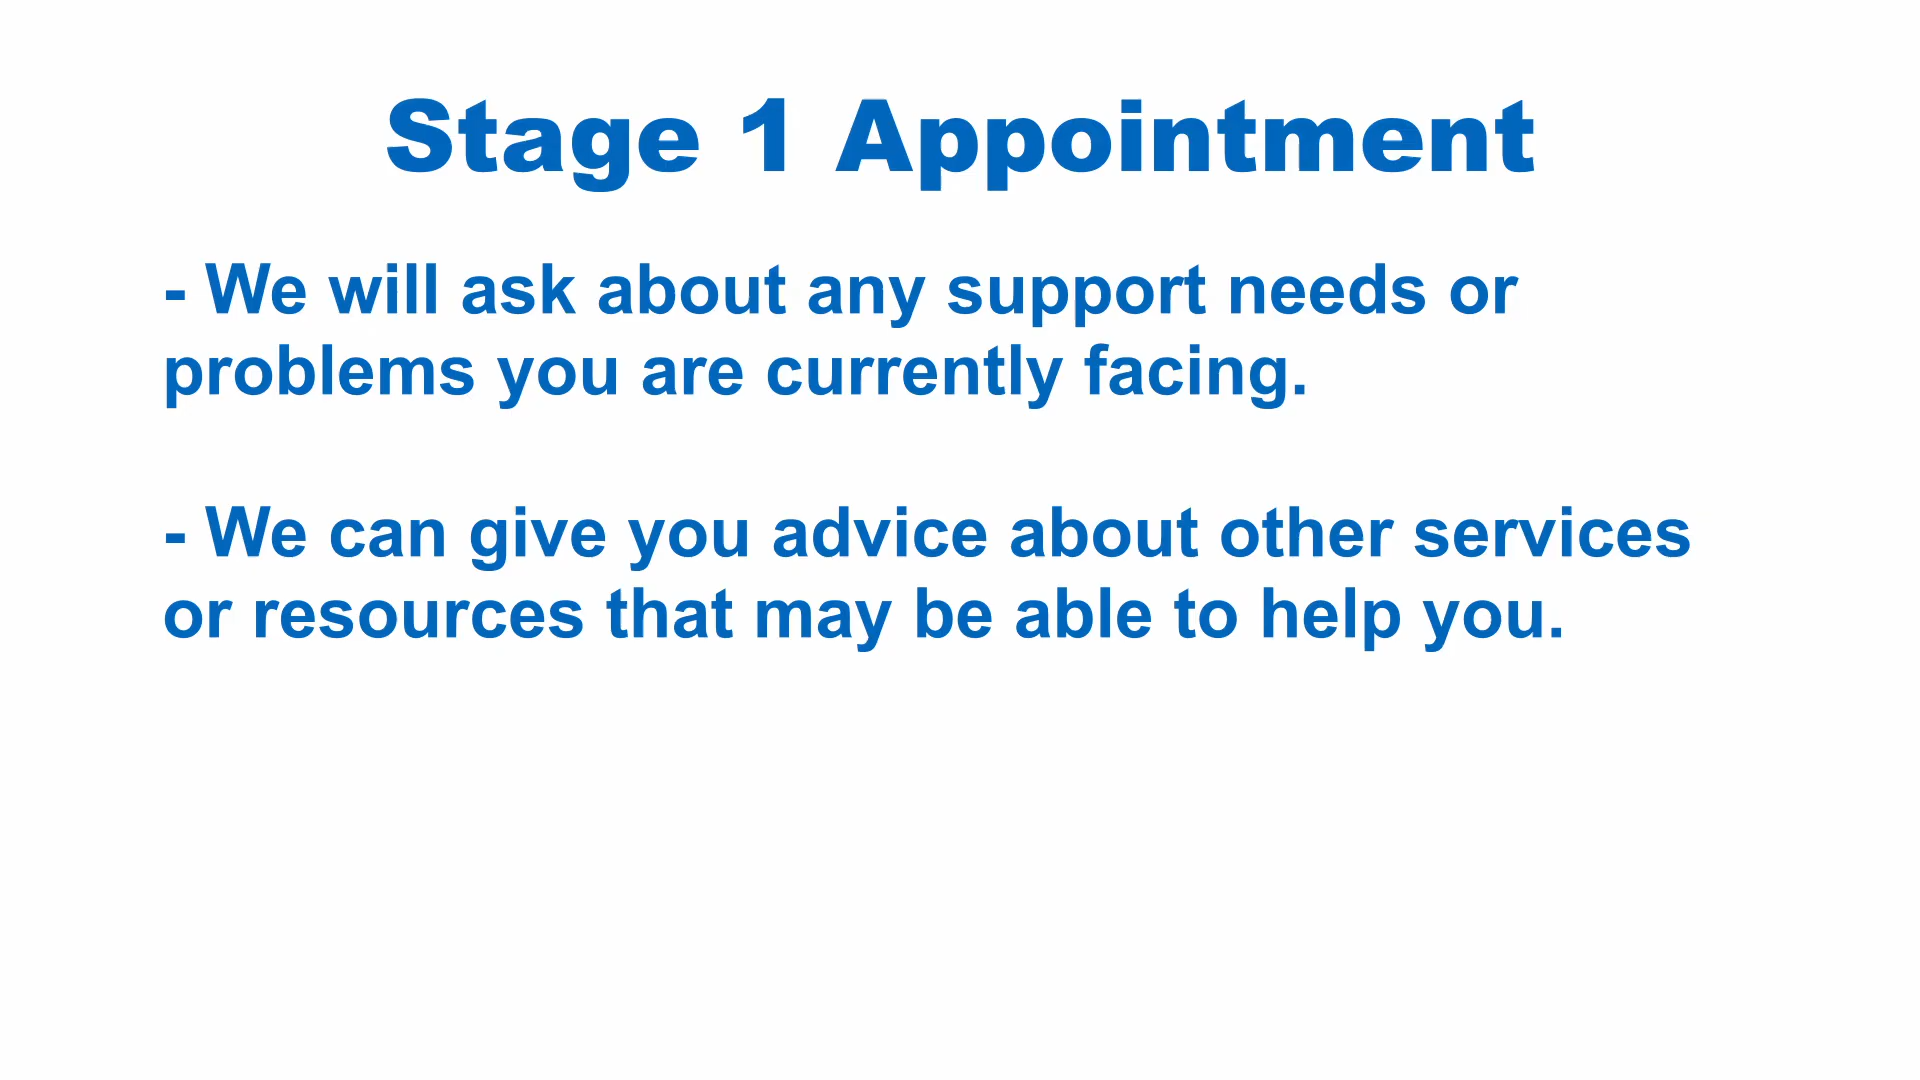 Stage 1 Appointment
- We will ask about any support needs or
problems you are currently facing.
- We can give you advice about other services
or resources that may be able to help you.